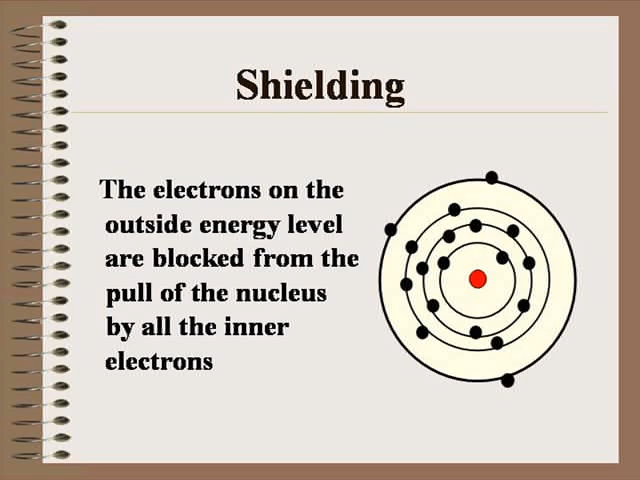 Shielding
The electrons on the
outside energy level
are blocked from the
pull of the nucleus
by all the inner
electrons